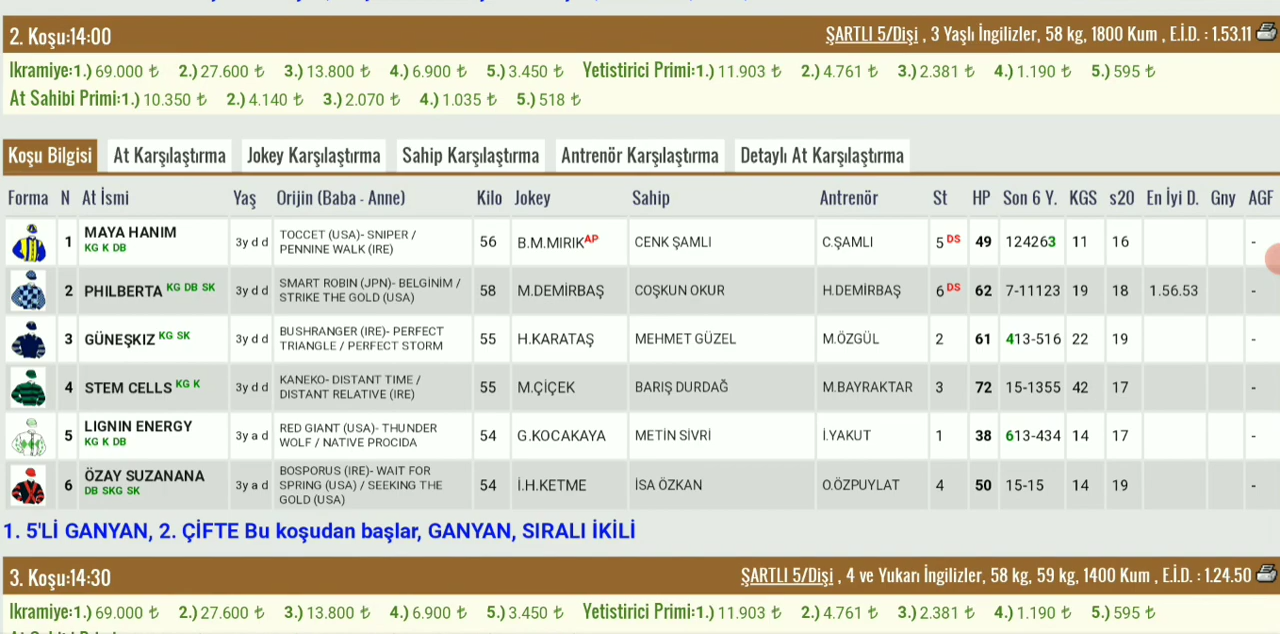 2. Koşu:14:00 ŞARTLI 5/Dişi , 3 Yaşlı İngilizler, 58 kg, 1800 Kum , E.İ.D. : 1.53.11
Ikramiye:1.) 69.000 ₺ 2.) 27.600 ₺ 3.) 13.800 ₺ 4.) 6.900 ₺ 5.) 3.450 ₺ Yetistirici Primi:1.) 11.903 ₺ 2.) 4.761 ₺ 3.) 2.381 ₺ 4.) 1.190 ₺ 5.) 595 ₺
At Sahibi Primi:1.) 10.350 ₺ 2.) 4.140 ₺ 3.) 2.070 ₺ 4.) 1.035 ₺ 5.) 518 ₺
Koşu Bilgisi At Karşılaştırma Jokey Karşılaştırma Sahip Karşılaştırma Antrenör Karşılaştırma Detaylı At Karşılaştırma
Forma N At İsmi Yaş Orijin (Baba - Anne) Kilo Jokey Sahip Antrenör St HP Son 6 Y. KGS s20 En İyi D. Gny AGF
1 MAYA HANIM KG K DB 3y d d TOCCET (USA)- SNIPER / PENNINE WALK (IRE) 56 B.M.MIRIK AP CENK ŞAMLI C.ŞAMLI 5 DS 49 124263 11 16 -
2 PHILBERTA KG DB SK 3y d d SMART ROBIN (JPN)- BELGİNİM / STRIKE THE GOLD (USA) 58 M.DEMİRBAŞ COŞKUN OKUR H.DEMİRBAŞ 6 DS 62 7-11123 19 18 1.56.53 -
3 GÜNEŞKIZ KG SK 3y d d BUSHRANGER (IRE)- PERFECT TRIANGLE / PERFECT STORM 55 H.KARATAŞ MEHMET GÜZEL M.ÖZGÜL 2 61 413-516 22 19 -
4 STEM CELLS KG K 3y d d KANEKO- DISTANT TIME / DISTANT RELATIVE (IRE) 55 M.ÇİÇEK BARIŞ DURDAĞ M.BAYRAKTAR 3 72 15-1355 42 17 -
5 LIGNIN ENERGY KG K DB 3y a d RED GIANT (USA)- THUNDER WOLF / NATIVE PROCIDA 54 G.KOCAKAYA METİN SİVRİ İ.YAKUT 1 38 613-434 14 17 -
6 ÖZAY SUZANANA DB SKG SK 3y a d BOSPORUS (IRE)- WAIT FOR SPRING (USA) / SEEKING THE GOLD (USA) 54 İ.H.KETME İSA ÖZKAN O.ÖZPUYLAT 4 50 15-15 14 19 -
1. 5'Lİ GANYAN, 2. ÇİFTE Bu koşudan başlar, GANYAN, SIRALI İKİLİ
3. Koşu:14:30 ŞARTLI 5/Dişi , 4 ve Yukarı İngilizler, 58 kg, 59 kg, 1400 Kum , E.İ.D. : 1.24.50
Ikramiye:1.) 69.000 ₺ 2.) 27.600 ₺ 3.) 13.800 ₺ 4.) 6.900 ₺ 5.) 3.450 ₺ Yetistirici Primi:1.) 11.903 ₺ 2.) 4.761 ₺ 3.) 2.381 ₺ 4.) 1.190 ₺ 5.) 595 ₺